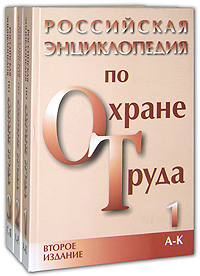 РОССИЙСКАЯ
ЭНЦИКЛОПЕДИЯ
по
Охране
Труда
1
А-К
ВТОРОЕ
ИЗДАНИЕ